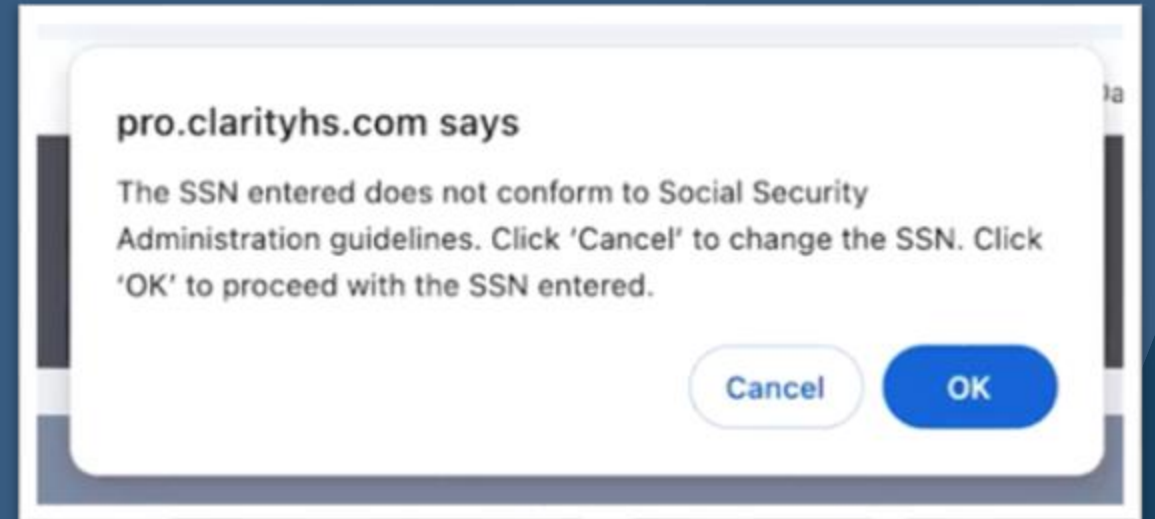 pro.clarityhs.com says
The SSN entered does not conform to Social Security
Administration guidelines. Click ‘Cancel’ to change the SSN. Click
‘OK’ to proceed with the SSN entered.
Cancel
OK